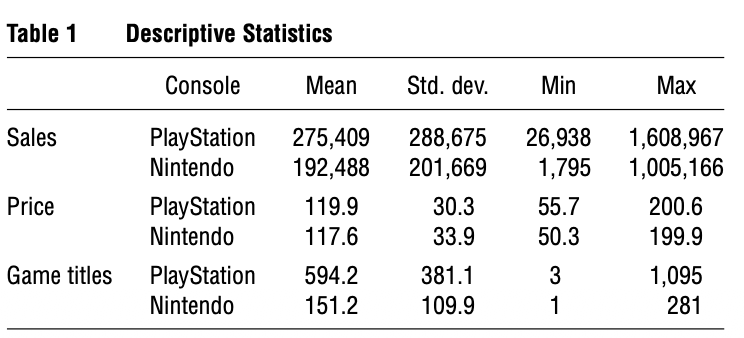 Table 1 Descriptive Statistics
Console Mean Std. dev. Min Max
Sales PlayStation 275,409 288,675 26,938 1,608,967
Nintendo 192,488 201,669 1,795 1,005,166
Price PlayStation 119.9 30.3 55.7 200.6
Nintendo 117.6 33.9 50.3 199.9
Game titles PlayStation 594.2 381.1 3 1,095
Nintendo 151.2 109.9 1 281